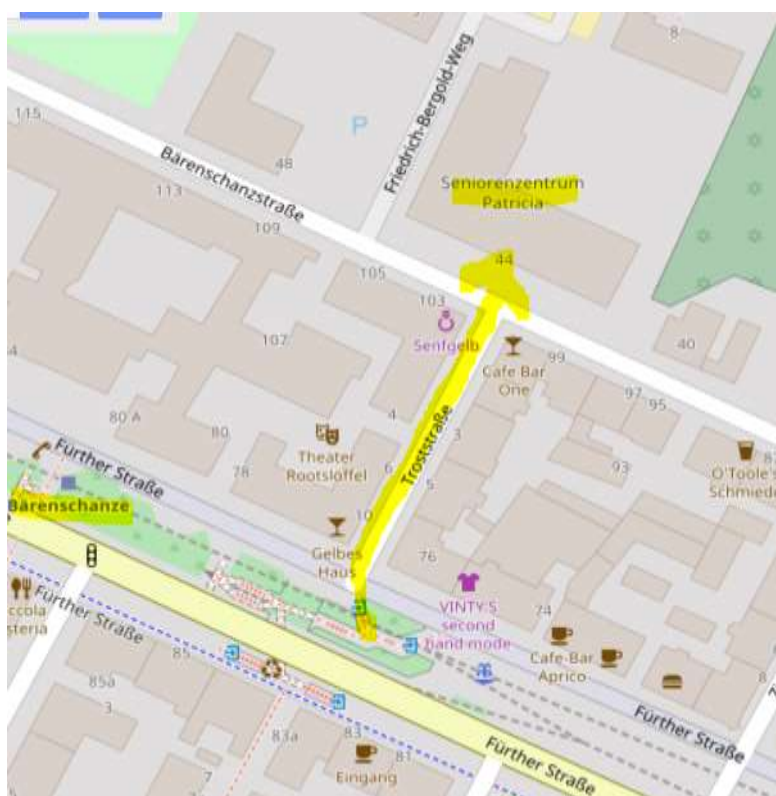 8
Friedrich-Bergold-Weg
P
115
48
Bärenschanzstraße
Seniorenzentrum
Patricia
113
109
44
105
103
Senfgelb
107
40
99
Cafe Bar
One
97
95
4
80 A
80
4
3
Troststraße
Theater
Rootslöffel
Fürther Straße
78
6
93
O'Toole's
Schmiede
5
Bärenschanze
10
Gelbes
Haus
76
VINTY'S
second
hand mode
74
Fürther Straße
85
Cafe-Bar
Aprico
8
85a
3
Fürther Straße
83a
83
81
Eingang
7
Fürther Straße